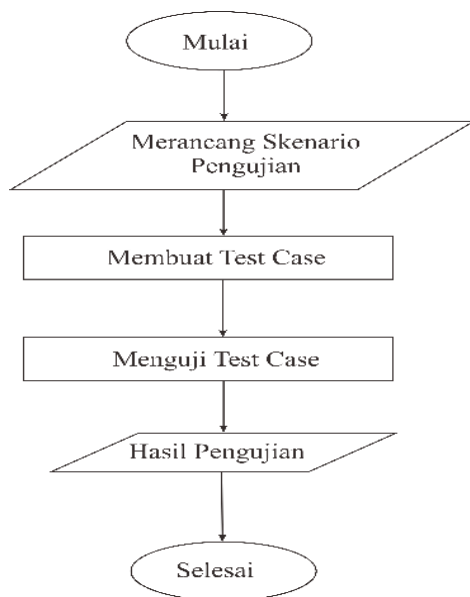 Mulai
Merancang Skenario
Pengujian
Membuat Test Case
Menguji Test Case
Hasil Pengujian
Selesai